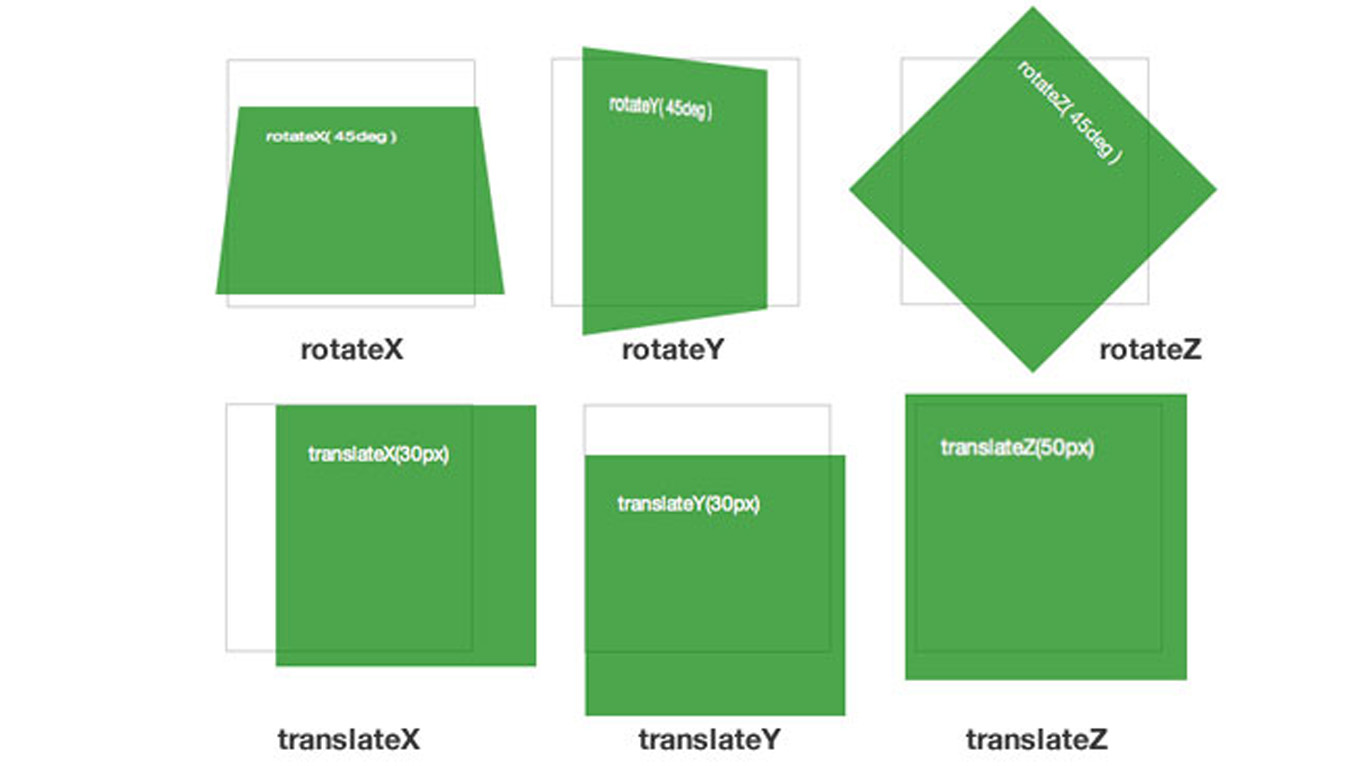 rotateX( 45deg )
rotateY( 45deg )
rotateZ( 45deg )
rotateX
rotateY
rotateZ
translateX(30px)
translateY(30px)
translateZ(50px)
translateX
translateY
translateZ